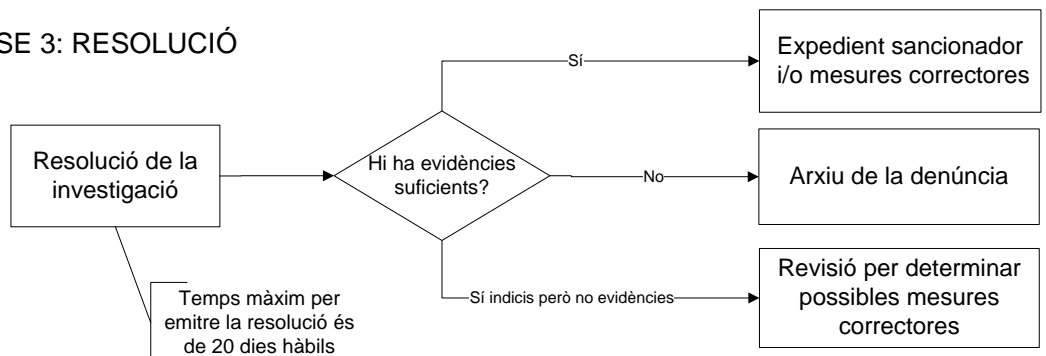 SE 3: RESOLUCIÓ
Resolució de la
investigació
Temps màxim per
emitre la resolució és
de 20 dies hàbils
Hi ha evidències
suficients?
Sí
No
Sí indicis però no evidències
Expedient sancionador
i/o mesures correctores
Arxiu de la denúncia
Revisió per determinar
possibles mesures
correctores